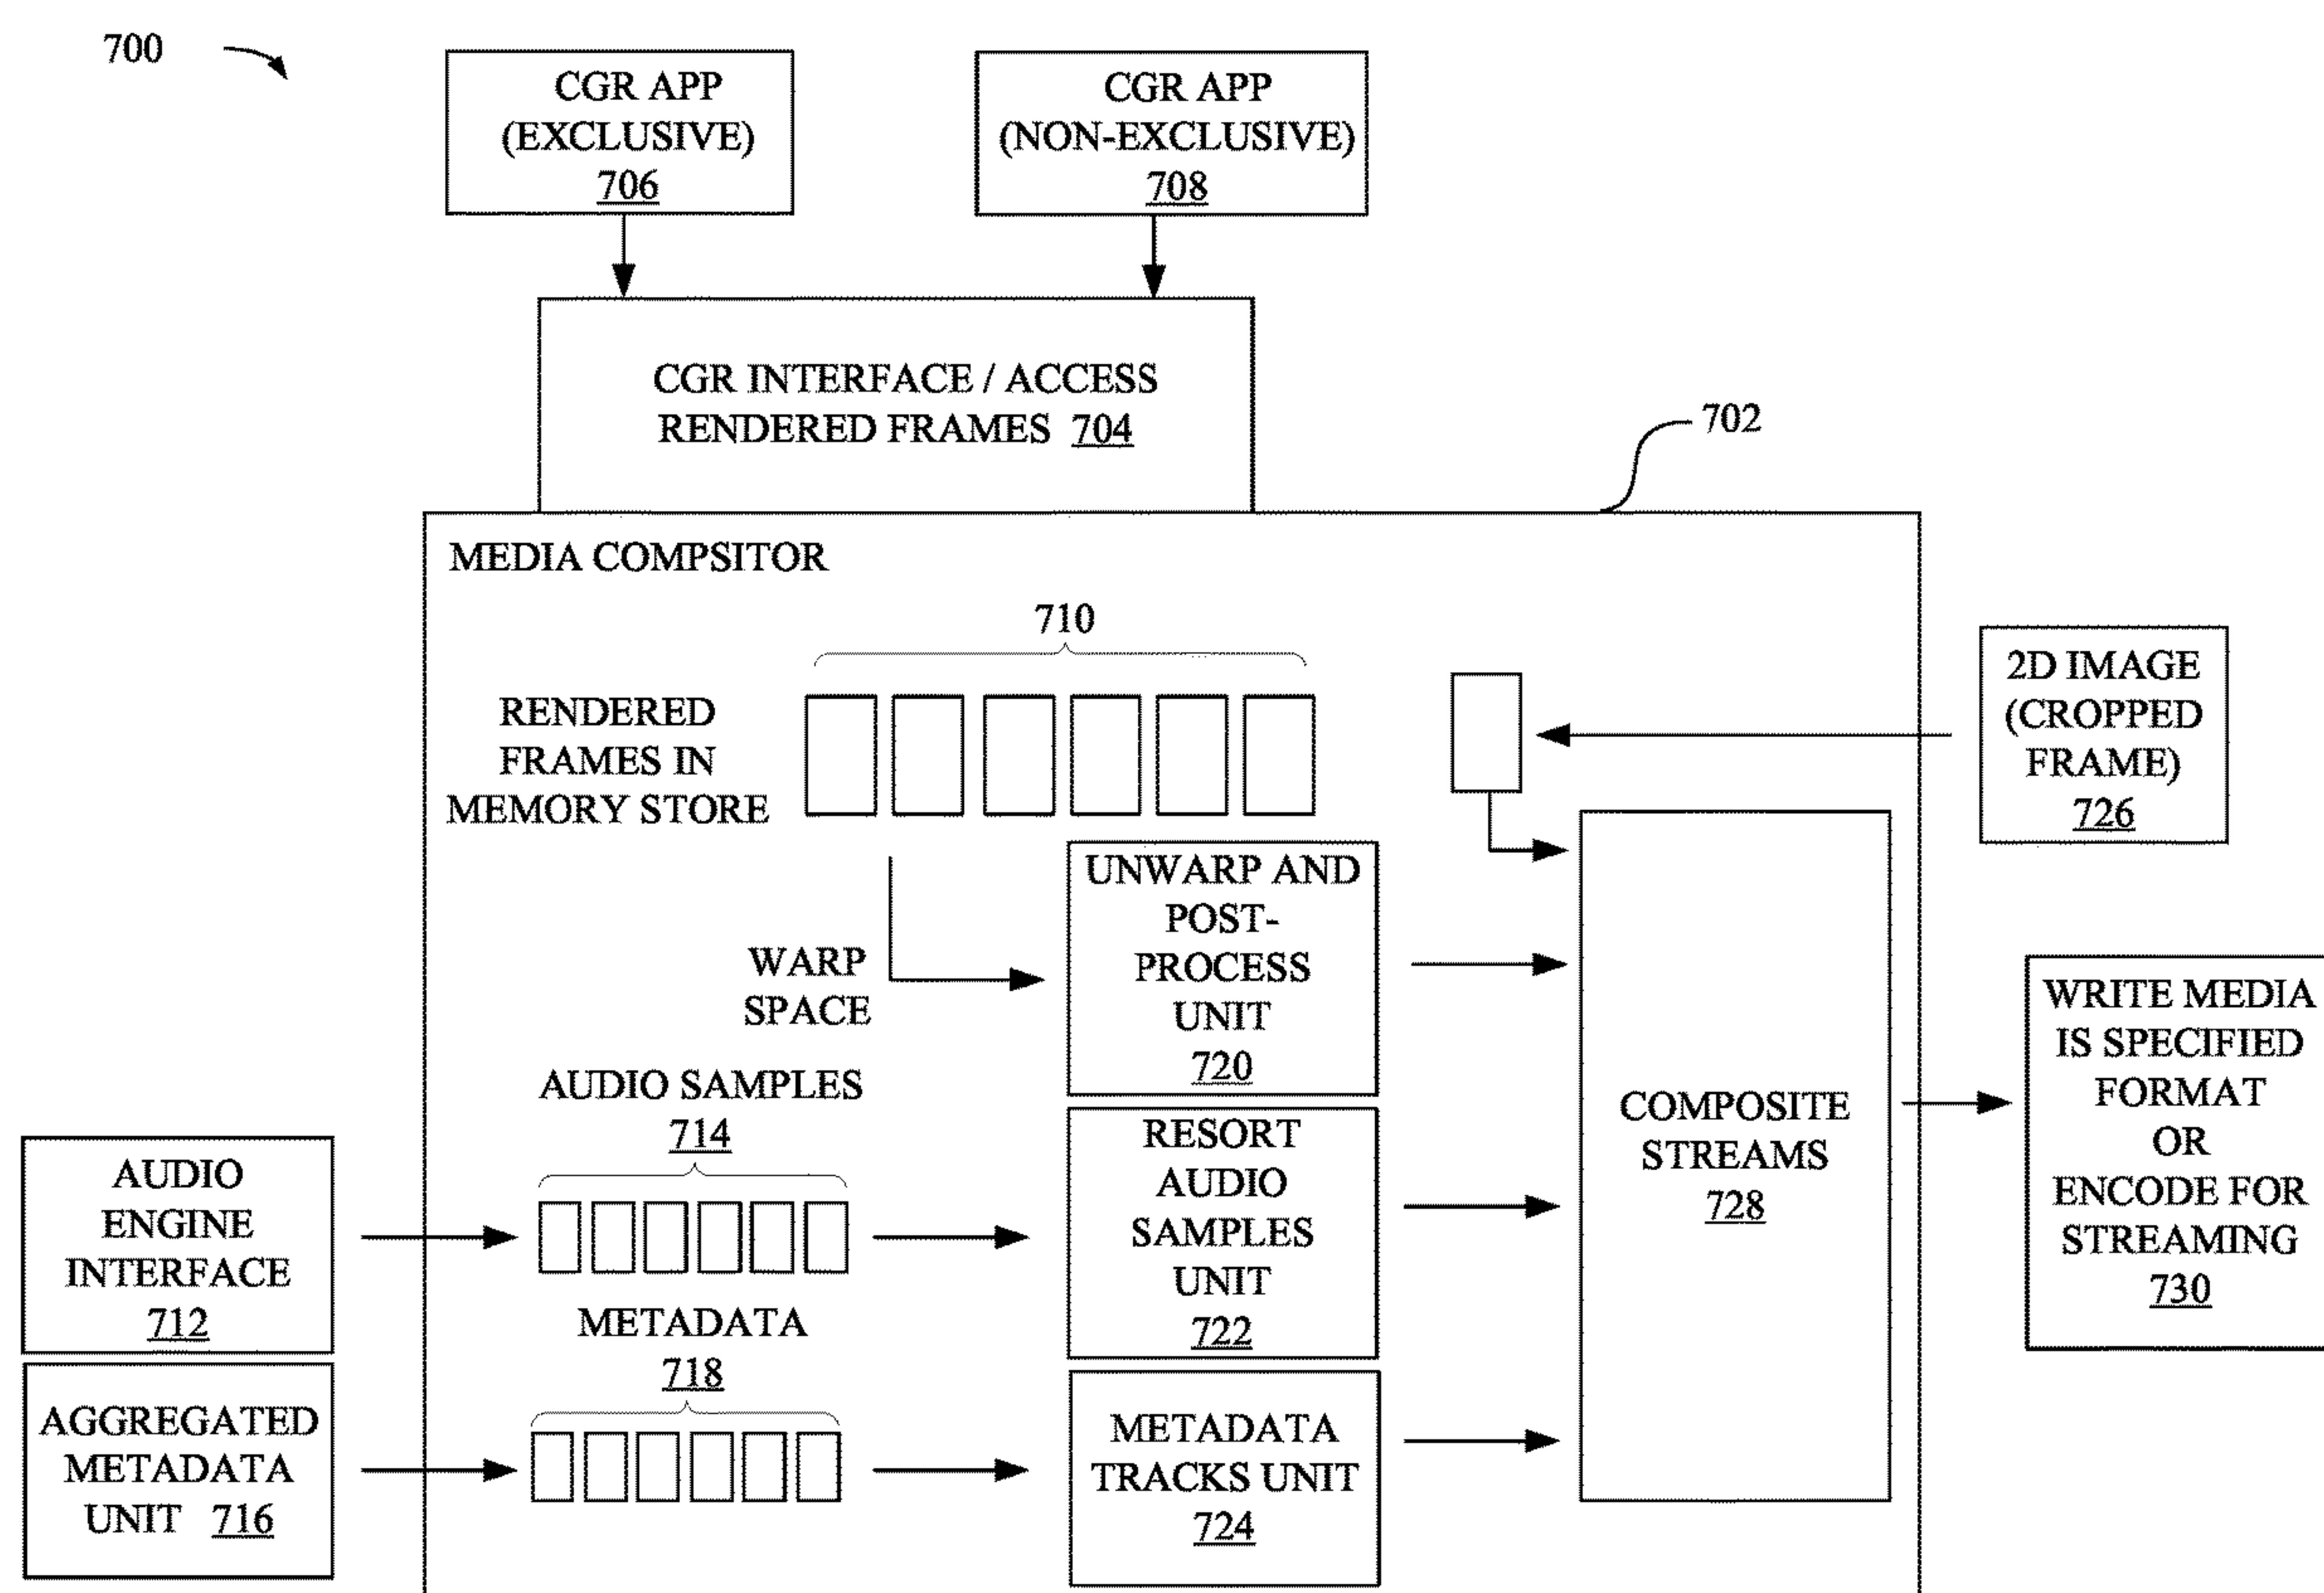 700
CGR APP
(EXCLUSIVE)
706
CGR APP
(NON-EXCLUSIVE)
708
CGR INTERFACE / ACCESS
RENDERED FRAMES 704
702
MEDIA COMPSITOR
710
RENDERED
FRAMES IN
MEMORY STORE
2D IMAGE
(CROPPED
FRAME)
726
UNWARP AND
POST-
PROCESS
UNIT
720
WARP
SPACE
AUDIO SAMPLES
714
AUDIO
ENGINE
INTERFACE
712
RESORT
AUDIO
SAMPLES
UNIT
722
COMPOSITE
STREAMS
728
WRITE MEDIA
IS SPECIFIED
FORMAT
OR
ENCODE FOR
STREAMING
730
METADATA
718
AGGREGATED
METADATA
UNIT 716
METADATA
TRACKS UNIT
724